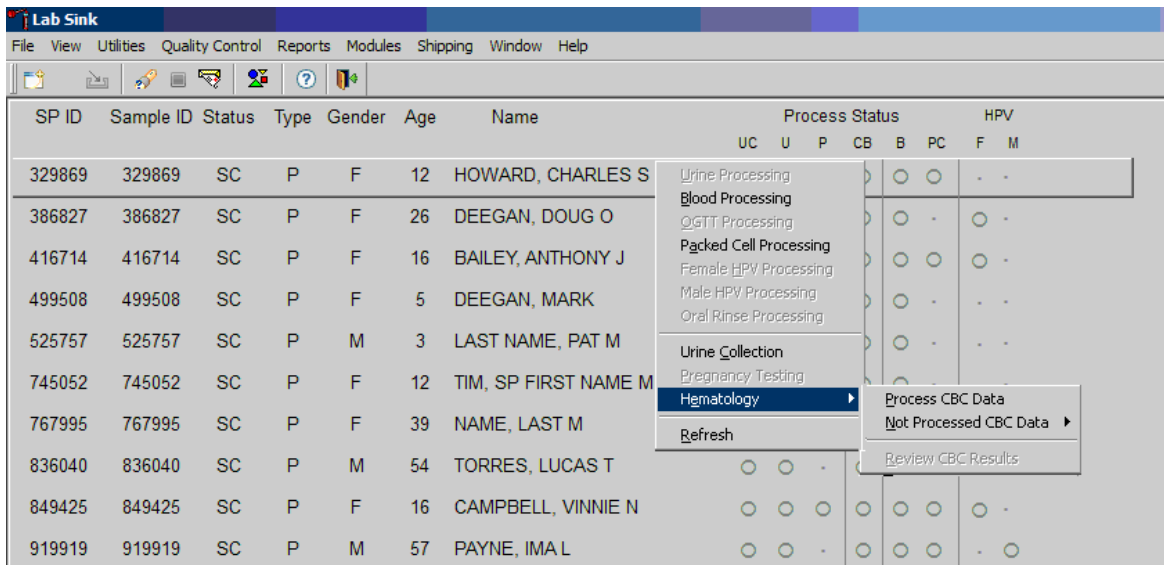 Lab Sink
File View Utilities Quality Control Reports Modules Shipping Window Help
SP ID Sample ID Status Type Gender Age Name Process Status HPV
UC U P CB B PC F M
329869 329869 SC P F 12 HOWARD, CHARLES S
386827 386827 SC P F 26 DEEGAN, DOUG O
416714 416714 SC P F 16 BAILEY, ANTHONY J
499508 499508 SC P F 5 DEEGAN, MARK
525757 525757 SC P M 3 LAST NAME, PAT M
745052 745052 SC P F 12 TIM, SP FIRST NAME M
767995 767995 SC P F 39 NAME, LAST M
836040 836040 SC P M 54 TORRES, LUCAS T
849425 849425 SC P F 16 CAMPBELL, VINNIE N
919919 919919 SC P M 57 PAYNE, IMA L
Urine Processing
Blood Processing
OGTT Processing
Packed Cell Processing
Female HPV Processing
Male HPV Processing
Oral Rinse Processing
Urine Collection
Pregnancy Testing
Hematology
Refresh
Process CBC Data
Not Processed CBC Data
Review CBC Results